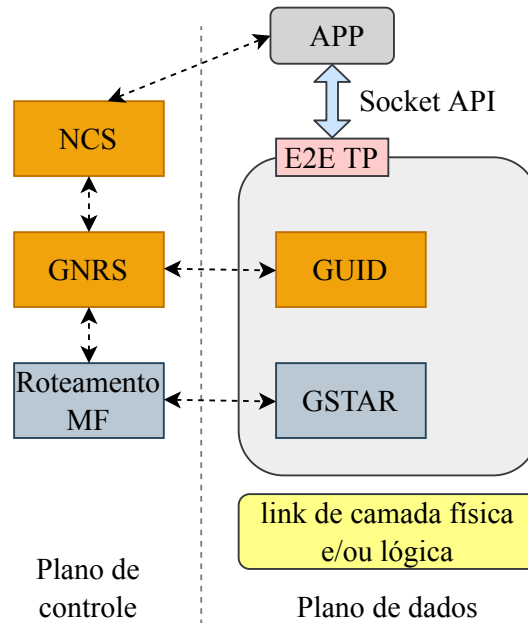 APP
Socket API
NCS
E2E TP
GNRS
GUID
Roteamento
MF
GSTAR
link de camada física
e/ou lógica
Plano de
controle
Plano de dados